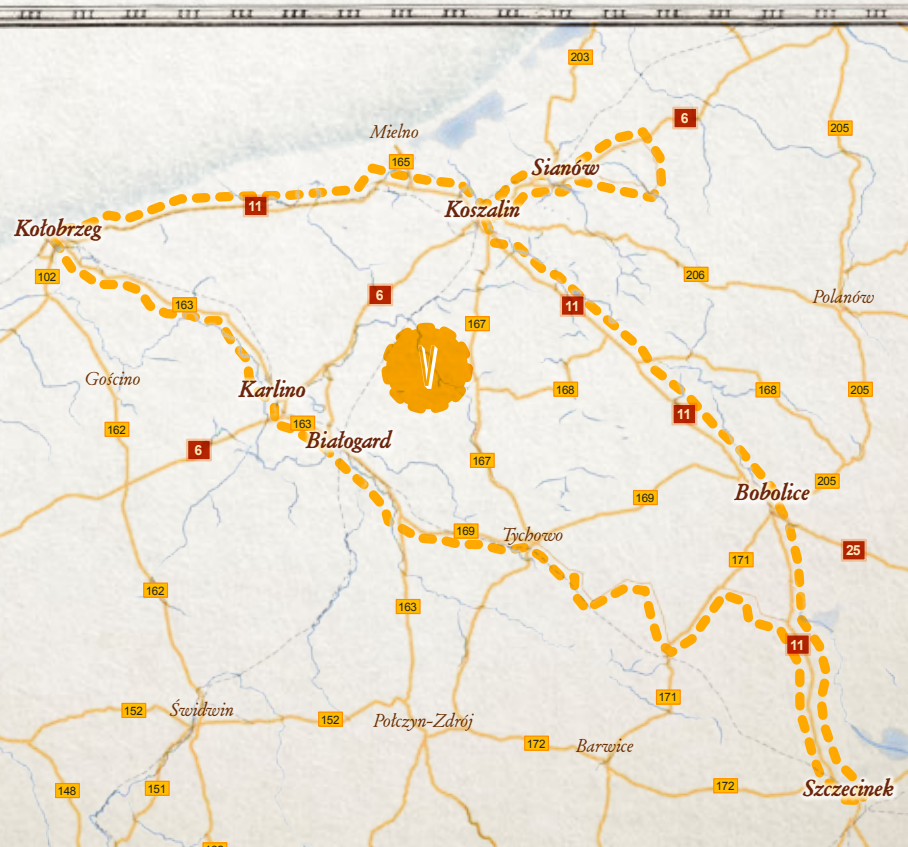 203
6
205
Mielno
165
Sianów
11
Koszalin
Kołobrzeg
102
163
6
206
Polanów
11
167
V
Gościno
Karlino
168
168
205
162
163
11
Białogard
6
167
205
169
Bobolice
169
Tychowo
25
171
162
163
11
171
152
Świdwin
152
Połczyn-Zdrój
172
Barwice
148
151
172
Szczecinek